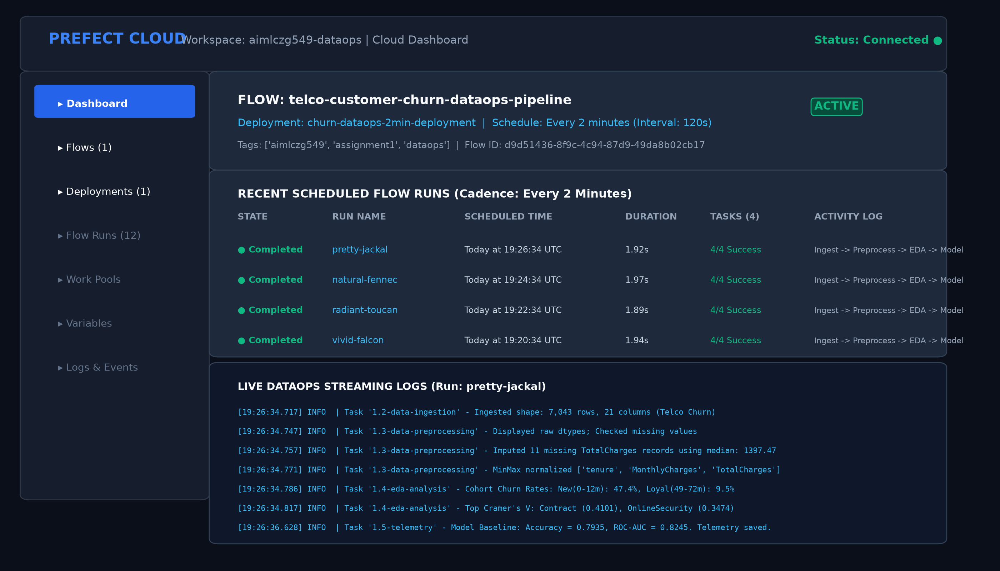 PREFECT CLOUD Workspace: aimlczg549-dataops | Cloud Dashboard Status: Connected ●
▸ Dashboard
▸ Flows (1)
▸ Deployments (1)
▸ Flow Runs (12)
▸ Work Pools
▸ Variables
▸ Logs & Events
FLOW: telco-customer-churn-dataops-pipeline
ACTIVE
Deployment: churn-dataops-2min-deployment | Schedule: Every 2 minutes (Interval: 120s)
Tags: ['aimlczg549', 'assignment1', 'dataops'] | Flow ID: d9d51436-8f9c-4c94-87d9-49da8b02cb17
RECENT SCHEDULED FLOW RUNS (Cadence: Every 2 Minutes)
STATE RUN NAME SCHEDULED TIME DURATION TASKS (4) ACTIVITY LOG
● Completed pretty-jackal Today at 19:26:34 UTC 1.92s 4/4 Success Ingest -> Preprocess -> EDA -> Model
● Completed natural-fennec Today at 19:24:34 UTC 1.97s 4/4 Success Ingest -> Preprocess -> EDA -> Model
● Completed radiant-toucan Today at 19:22:34 UTC 1.89s 4/4 Success Ingest -> Preprocess -> EDA -> Model
● Completed vivid-falcon Today at 19:20:34 UTC 1.94s 4/4 Success Ingest -> Preprocess -> EDA -> Model
LIVE DATAOPS STREAMING LOGS (Run: pretty-jackal)
[19:26:34.717] INFO | Task '1.2-data-ingestion' - Ingested shape: 7,043 rows, 21 columns (Telco Churn)
[19:26:34.747] INFO | Task '1.3-data-preprocessing' - Displayed raw dtypes; Checked missing values
[19:26:34.757] INFO | Task '1.3-data-preprocessing' - Imputed 11 missing TotalCharges records using median: 1397.47
[19:26:34.771] INFO | Task '1.3-data-preprocessing' - MinMax normalized ['tenure', 'MonthlyCharges', 'TotalCharges']
[19:26:34.786] INFO | Task '1.4-eda-analysis' - Cohort Churn Rates: New(0-12m): 47.4%, Loyal(49-72m): 9.5%
[19:26:34.817] INFO | Task '1.4-eda-analysis' - Top Cramer's V: Contract (0.4101), OnlineSecurity (0.3474)
[19:26:36.628] INFO | Task '1.5-telemetry' - Model Baseline: Accuracy = 0.7935, ROC-AUC = 0.8245. Telemetry saved.